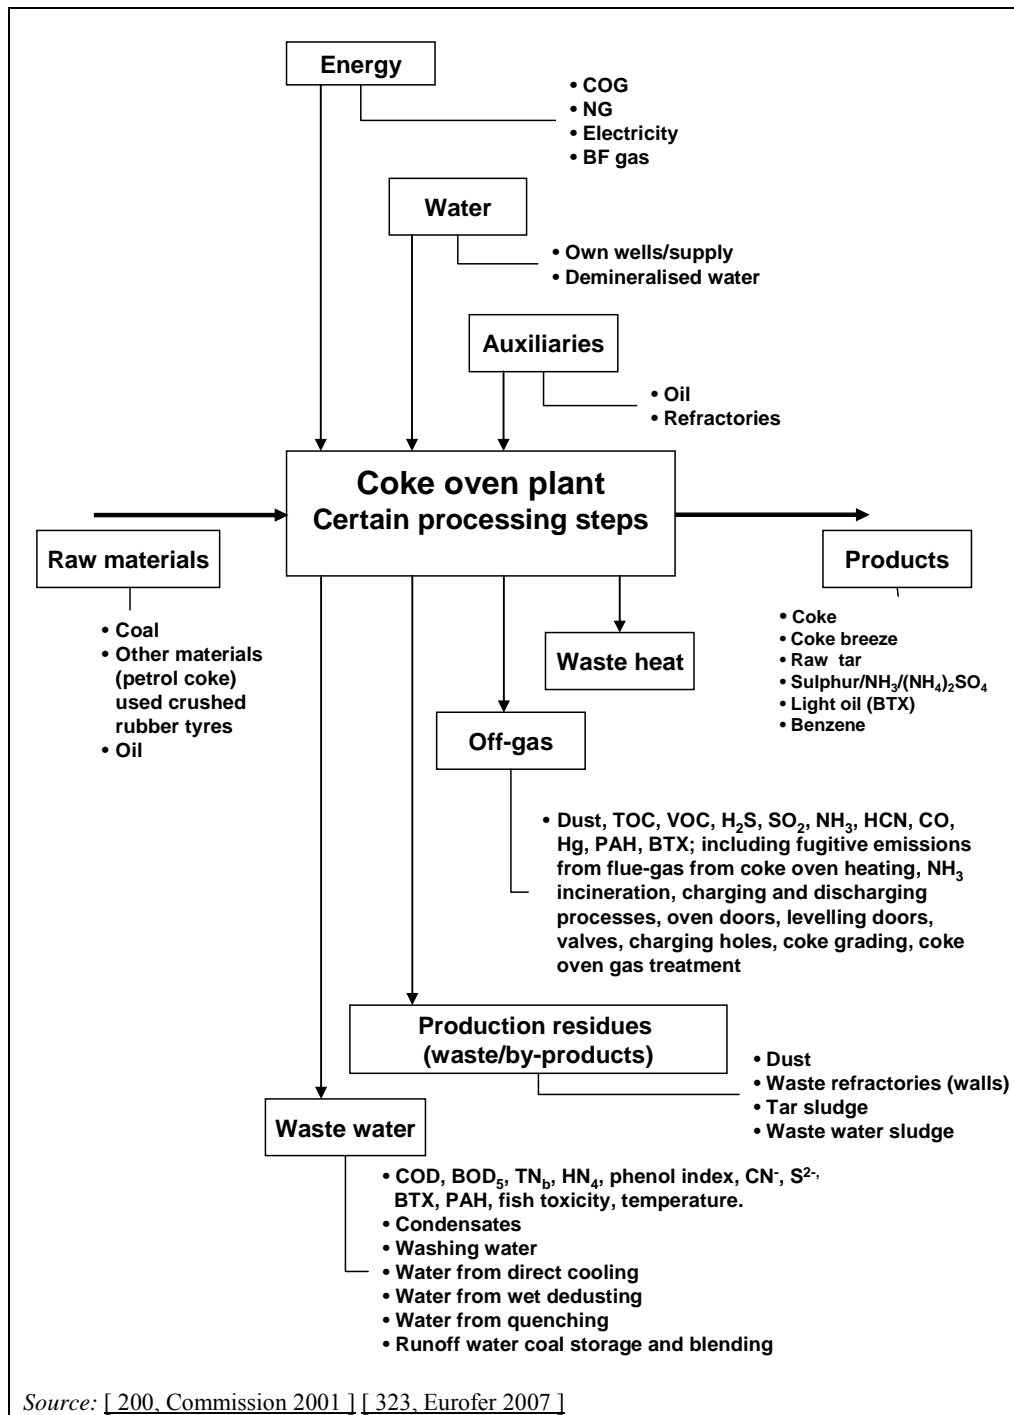 Energy
• COG
• NG
• Electricity
• BF gas
Water
• Own wells/supply
• Demineralised water
Auxiliaries
• Oil
• Refractories
Coke oven plant
Certain processing steps
Raw materials
• Coal
• Other materials
(petrol coke)
used crushed
rubber tyres
• Oil
Products
• Coke
• Coke breeze
• Raw tar
• Sulphur/NH₃/(NH₄)₂SO₄
• Light oil (BTX)
• Benzene
Waste heat
Off-gas
• Dust, TOC, VOC, H₂S, SO₂, NH₃, HCN, CO,
Hg, PAH, BTX; including fugitive emissions
from flue-gas from coke oven heating, NH₃
incineration, charging and discharging
processes, oven doors, levelling doors,
valves, charging holes, coke grading, coke
oven gas treatment
Production residues
(waste/by-products)
• Dust
• Waste refractories (walls)
• Tar sludge
• Waste water sludge
Waste water
• COD, BOD₅, TN_b, HN₄, phenol index, CN⁻, S²⁻,
BTX, PAH, fish toxicity, temperature.
• Condensates
• Washing water
• Water from direct cooling
• Water from wet dedusting
• Water from quenching
• Runoff water coal storage and blending
Source: [ 200, Commission 2001 ] [ 323, Eurofer 2007 ]